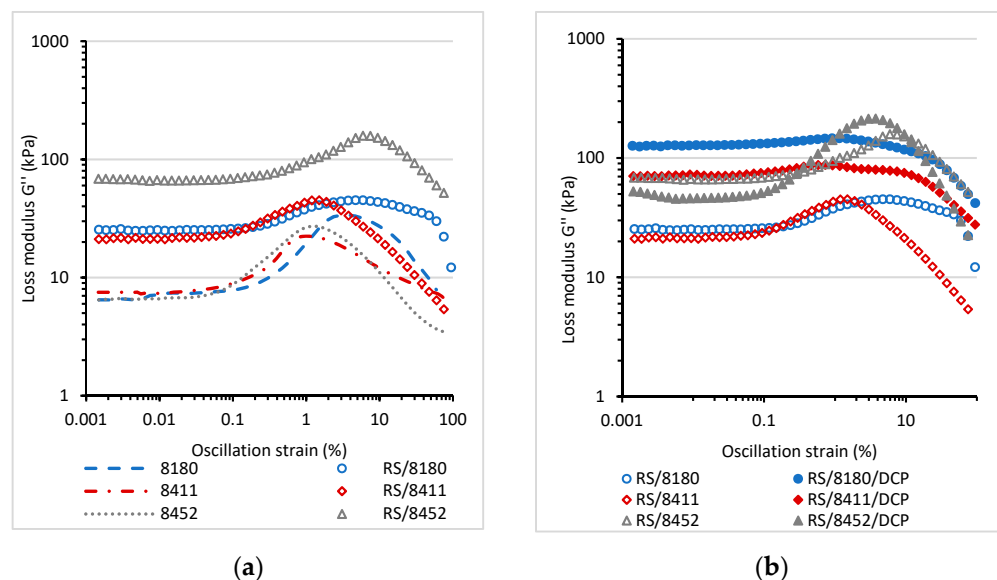 1000
100
10
1
Loss modulus G'' (kPa)
0.001 0.01 0.1 1 10 100
Oscillation strain (%)
8180 RS/8180
8411 RS/8411
8452 RS/8452
(a)
1000
100
10
1
Loss modulus G'' (kPa)
0.001 0.1 10
Oscillation strain (%)
RS/8180 RS/8180/DCP
RS/8411 RS/8411/DCP
RS/8452 RS/8452/DCP
(b)